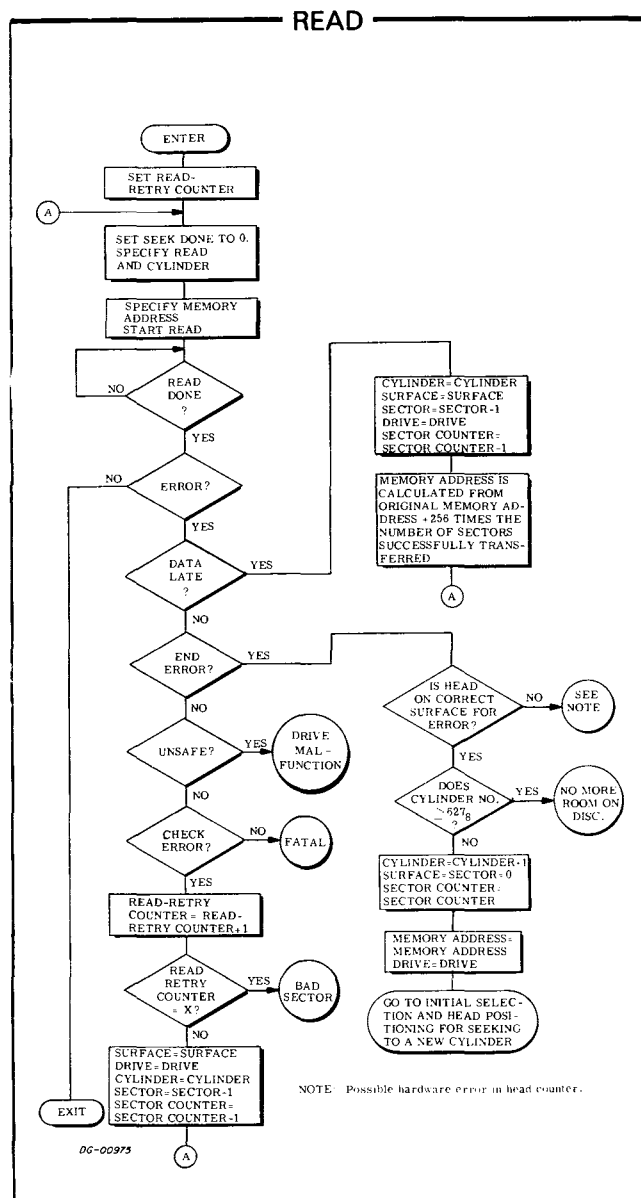 READ
ENTER
SET READ-
RETRY COUNTER
A
SET SEEK DONE TO 0.
SPECIFY READ
AND CYLINDER
SPECIFY MEMORY
ADDRESS
START READ
READ
DONE
?
NO
YES
ERROR?
NO
YES
DATA
LATE
?
YES
NO
CYLINDER=CYLINDER
SURFACE=SURFACE
SECTOR=SECTOR-1
DRIVE=DRIVE
SECTOR COUNTER=
SECTOR COUNTER-1
MEMORY ADDRESS IS
CALCULATED FROM
ORIGINAL MEMORY AD-
DRESS +256 TIMES THE
NUMBER OF SECTORS
SUCCESSFULLY TRANS-
FERRED
A
END
ERROR?
YES
NO
UNSAFE?
YES
DRIVE
MAL-
FUNCTION
NO
CHECK
ERROR?
NO
FATAL
YES
READ-RETRY
COUNTER = READ-
RETRY COUNTER+1
READ
RETRY
COUNTER
= X?
YES
BAD
SECTOR
NO
SURFACE=SURFACE
DRIVE=DRIVE
CYLINDER=CYLINDER
SECTOR=SECTOR-1
SECTOR COUNTER=
SECTOR COUNTER-1
A
EXIT
IS HEAD
ON CORRECT
SURFACE FOR
ERROR?
NO
SEE
NOTE
YES
DOES
CYLINDER NO.
≥627₈
?
YES
NO MORE
ROOM ON
DISC.
NO
SURFACE=SECTOR=0
SECTOR COUNTER=
SECTOR COUNTER
MEMORY ADDRESS=
MEMORY ADDRESS
DRIVE=DRIVE
GO TO INITIAL SELEC-
TION AND HEAD POSI-
TIONING FOR SEEKING
TO A NEW CYLINDER
NOTE: Possible hardware error in head counter.
DG-00975